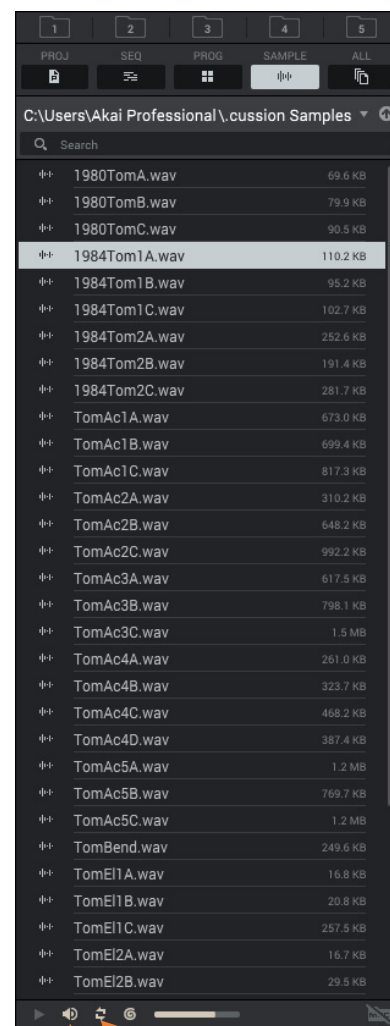 1 2 3 4 5
PROJ SEQ PROG SAMPLE ALL
C:\Users\Akai Professional\.cussion Samples
Search
1980TomA.wav 69.6 KB
1980TomB.wav 79.9 KB
1980TomC.wav 90.5 KB
1984Tom1A.wav 110.2 KB
1984Tom1B.wav 95.2 KB
1984Tom1C.wav 102.7 KB
1984Tom2A.wav 252.6 KB
1984Tom2B.wav 191.4 KB
1984Tom2C.wav 281.7 KB
TomAc1A.wav 673.0 KB
TomAc1B.wav 699.4 KB
TomAc1C.wav 817.3 KB
TomAc2A.wav 310.2 KB
TomAc2B.wav 648.2 KB
TomAc2C.wav 992.2 KB
TomAc3A.wav 617.5 KB
TomAc3B.wav 798.1 KB
TomAc3C.wav 1.5 MB
TomAc4A.wav 261.0 KB
TomAc4B.wav 323.7 KB
TomAc4C.wav 468.2 KB
TomAc4D.wav 387.4 KB
TomAc5A.wav 1.2 MB
TomAc5B.wav 769.7 KB
TomAc5C.wav 1.2 MB
TomBend.wav 249.6 KB
TomEl1A.wav 16.8 KB
TomEl1B.wav 20.8 KB
TomEl1C.wav 257.5 KB
TomEl2A.wav 16.7 KB
TomEl2B.wav 29.5 KB